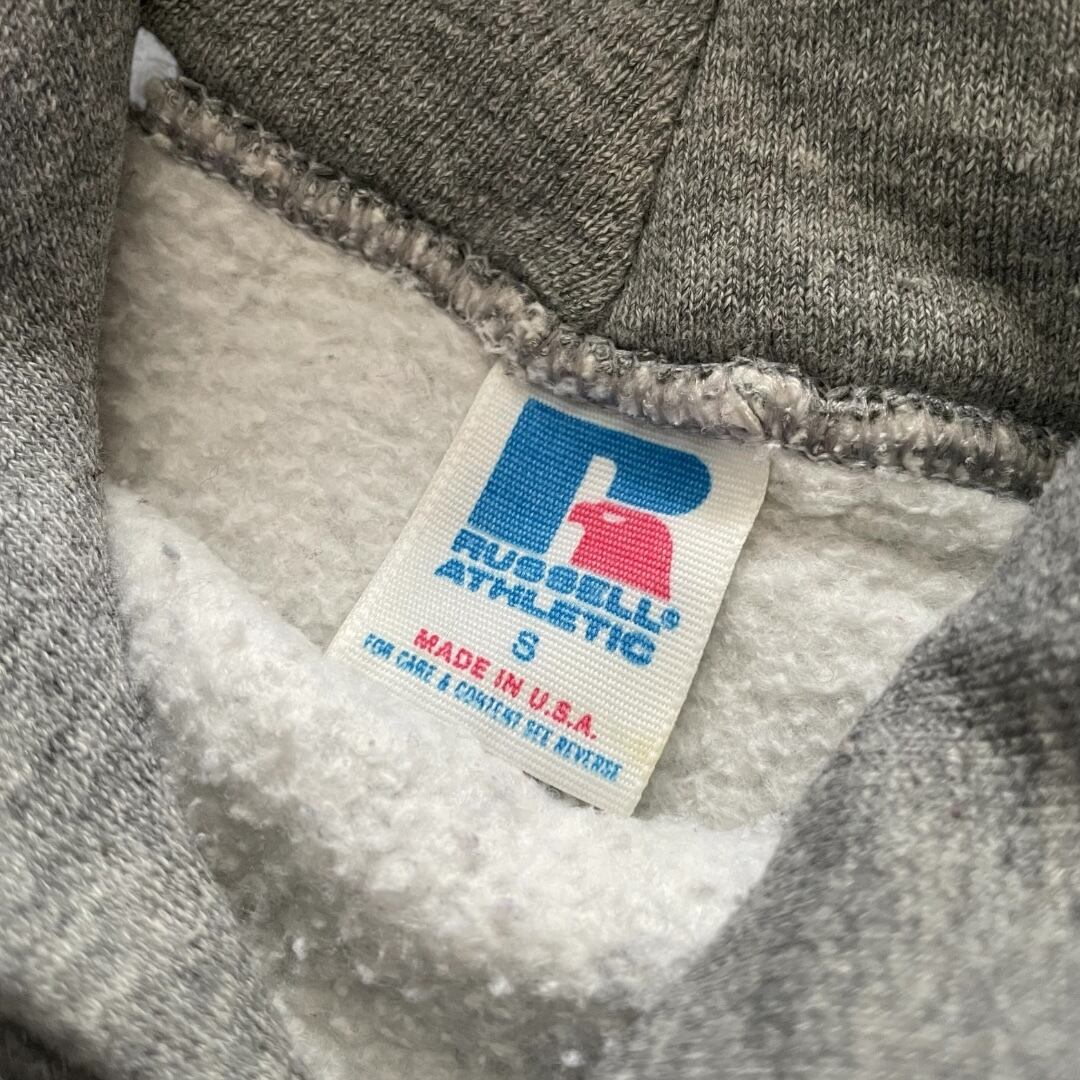 RUSSELL®
ATHLETIC
S
MADE IN U.S.A.
FOR CARE & CONTENT SEE REVERSE